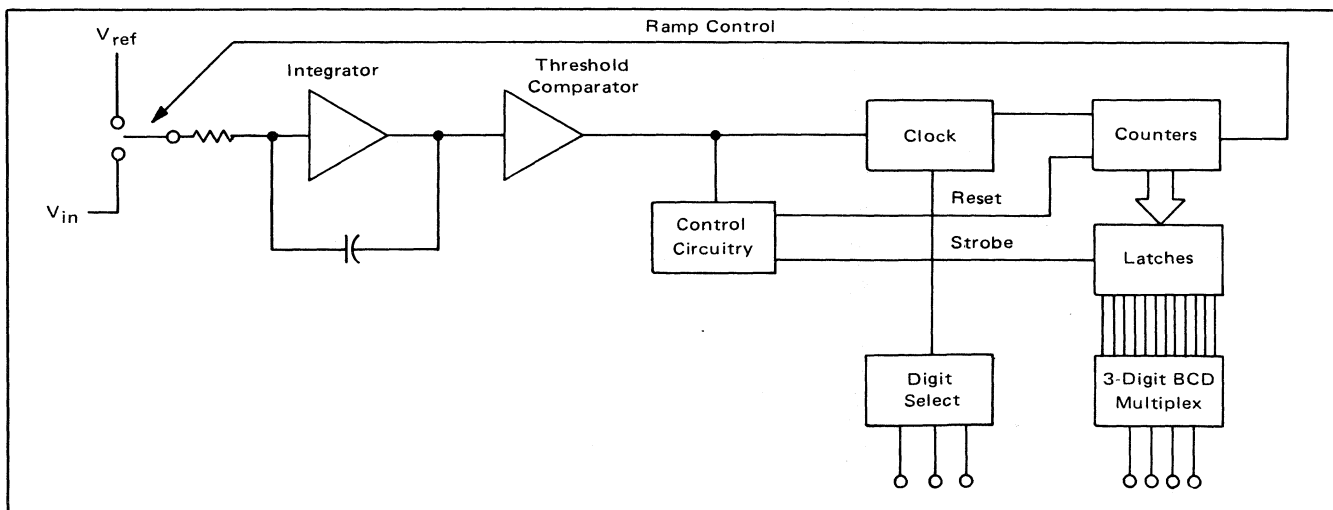 Ramp Control
V_ref
Integrator
Threshold
Comparator
Clock
Counters
V_in
Reset
Control
Circuitry
Strobe
Latches
Digit
Select
3-Digit BCD
Multiplex